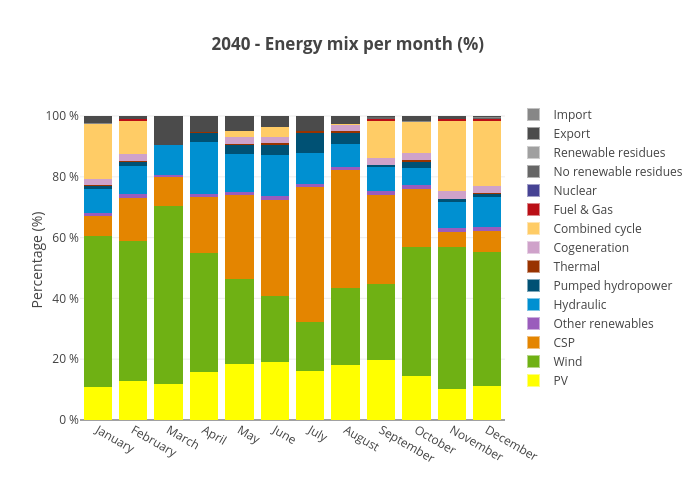 2040 - Energy mix per month (%)
Percentage (%)
100 %
80 %
60 %
40 %
20 %
0 %
January
February
March
April
May
June
July
August
September
October
November
December
Import
Export
Renewable residues
No renewable residues
Nuclear
Fuel & Gas
Combined cycle
Cogeneration
Thermal
Pumped hydropower
Hydraulic
Other renewables
CSP
Wind
PV